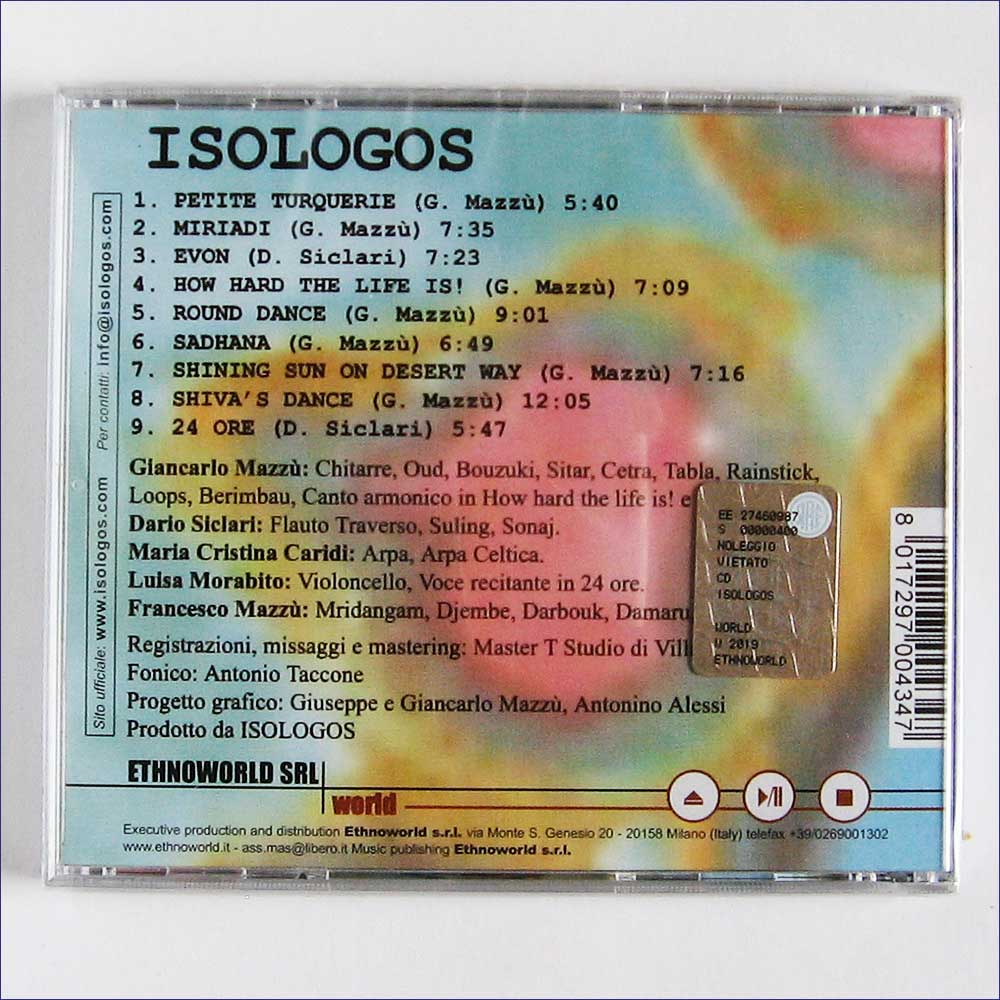 ISOLOGOS
1. PETITE TURQUERIE (G. Mazzù) 5:40
2. MIRIADI (G. Mazzù) 7:35
3. EVON (D. Siclari) 7:23
4. HOW HARD THE LIFE IS! (G. Mazzù) 7:09
5. ROUND DANCE (G. Mazzù) 9:01
6. SADHANA (G. Mazzù) 6:49
7. SHINING SUN ON DESERT WAY (G. Mazzù) 7:16
8. SHIVA'S DANCE (G. Mazzù) 12:05
9. 24 ORE (D. Siclari) 5:47
Giancarlo Mazzù: Chitarre, Oud, Bouzuki, Sitar, Cetra, Tabla, Rainstick,
Loops, Berimbau, Canto armonico in How hard the life is! e
Dario Siclari: Flauto Traverso, Suling, Sonaj.
Maria Cristina Caridi: Arpa, Arpa Celtica.
Luisa Morabito: Violoncello, Voce recitante in 24 ore.
Francesco Mazzù: Mridangam, Djembe, Darbouk, Damaru
Registrazioni, missaggi e mastering: Master T Studio di
Fonico: Antonio Taccone
Progetto grafico: Giuseppe e Giancarlo Mazzù, Antonino Alessi
Prodotto da ISOLOGOS
Sito ufficiale: www.isologos.com Per contatti: info@isologos.com
EE 27460987
S 00000400
NOLEGGIO
VIETATO
CD
ISOLOGOS
WORLD
U 2019
ETHNOWORLD
8 017297 004347
ETHNOWORLD SRL
world
Executive production and distribution Ethnoworld s.r.l. via Monte S. Genesio 20 - 20158 Milano (Italy) telefax +39/0269001302
www.ethnoworld.it - ass.mas@libero.it Music publishing Ethnoworld s.r.l.